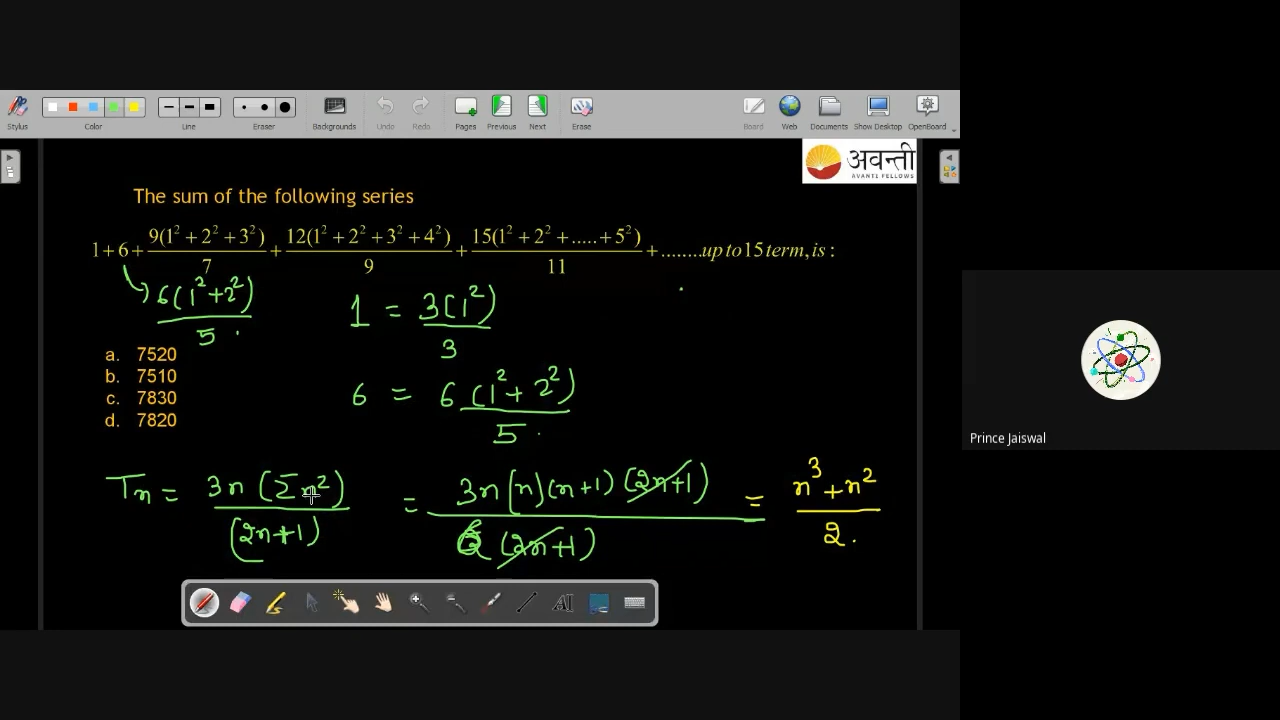 Stylus Color Line Eraser Backgrounds Undo Redo Pages Previous Next Erase Board Web Documents Show Desktop OpenBoard
अवन्ती
AVANTI FELLOWS
The sum of the following series
1 + 6 + 9(1² + 2² + 3²)/7 + 12(1² + 2² + 3² + 4²)/9 + 15(1² + 2² + ..... + 5²)/11 + ........up to 15 term, is :
6(1² + 2²)/5
1 = 3(1²)/3
a. 7520
b. 7510
c. 7830
d. 7820
6 = 6(1² + 2²)/5
Tn = 3n(Σn²)/(2n+1) = 3n(n)(n+1)(2n+1)/6(2n+1) = n³+n²/2.
AI
Prince Jaiswal